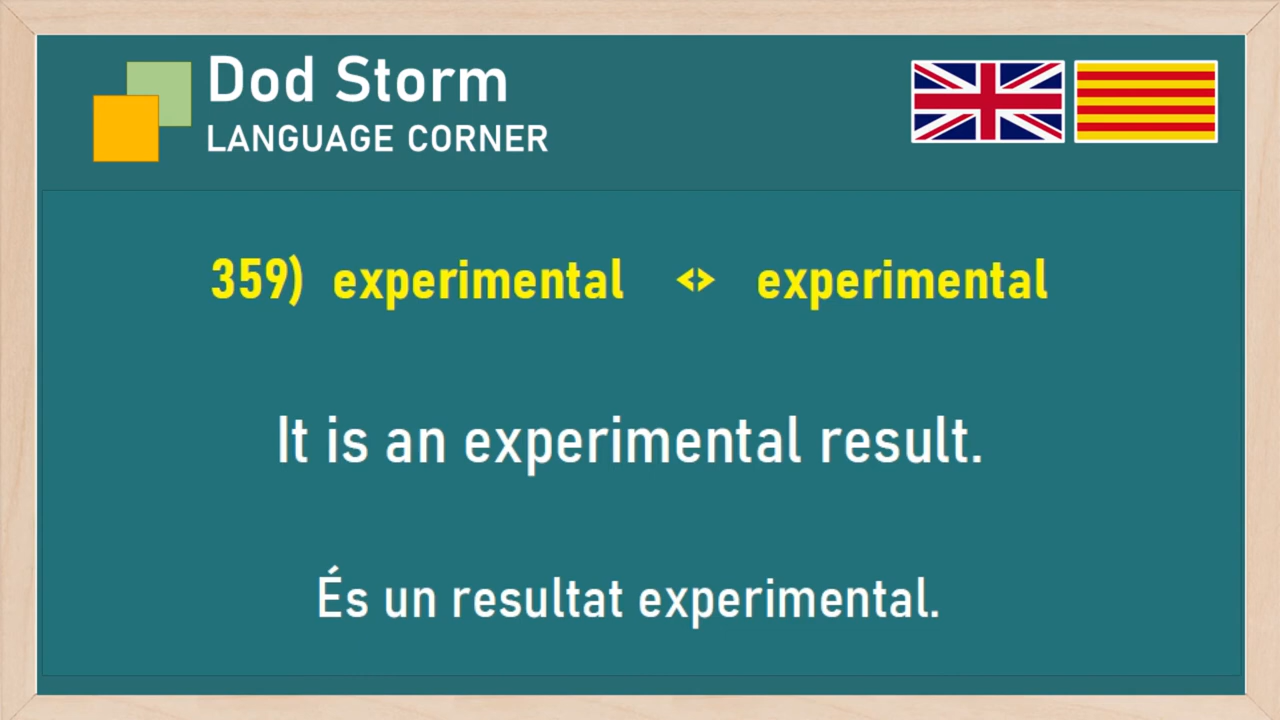 Dod Storm
LANGUAGE CORNER
359) experimental <> experimental
It is an experimental result.
És un resultat experimental.